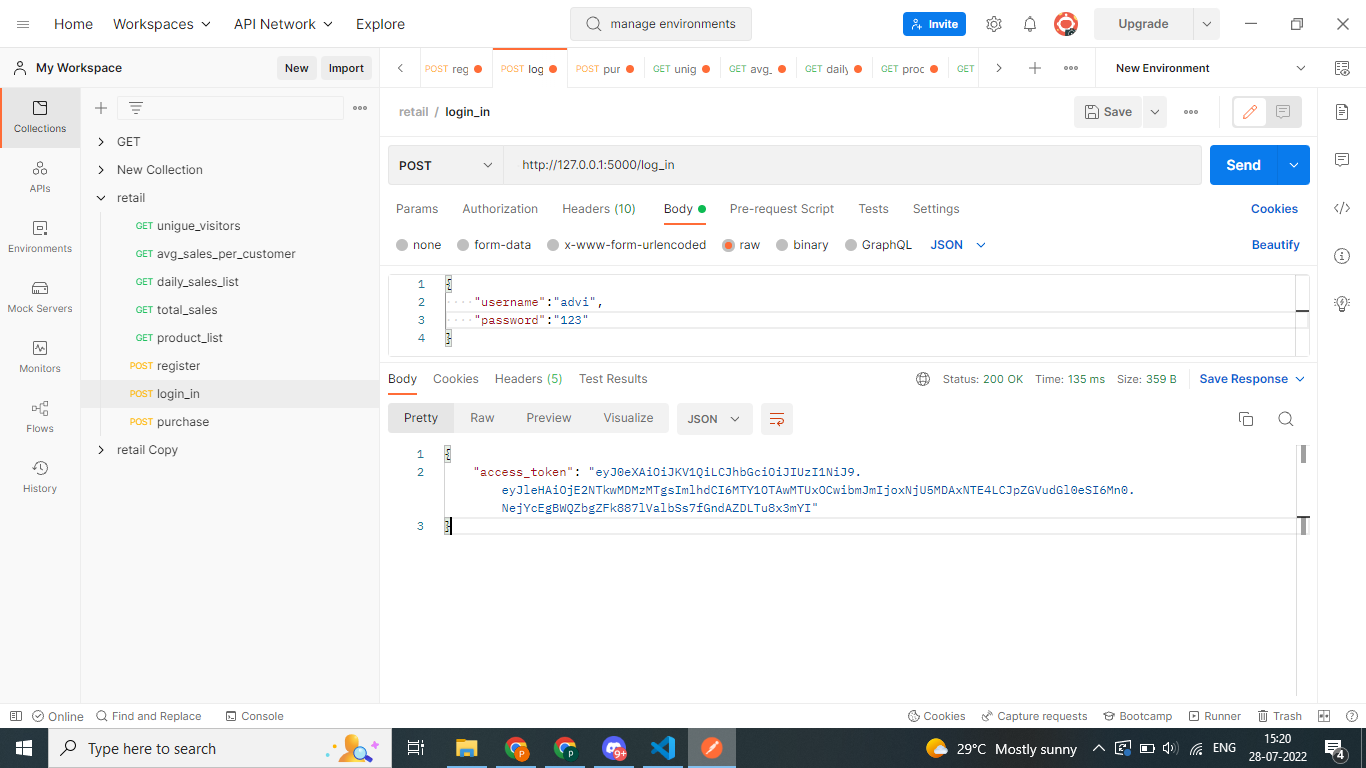 Home Workspaces API Network Explore manage environments Invite Upgrade
My Workspace New Import POST reg POST log POST pur GET uniq GET avg_ GET daily GET proc GET New Environment
Collections
APIs
Environments
Mock Servers
Monitors
Flows
History
GET
New Collection
retail
GET unigue_visitors
GET avg_sales_per_customer
GET daily_sales_list
GET total_sales
GET product_list
POST register
POST login_in
POST purchase
retail Copy
retail / login_in Save
POST http://127.0.0.1:5000/log_in Send
Params Authorization Headers (10) Body Pre-request Script Tests Settings Cookies
none form-data x-www-form-urlencoded raw binary GraphQL JSON Beautify
1 {
2 "username":"advi",
3 "password":"123"
4 }
Body Cookies Headers (5) Test Results Status: 200 OK Time: 135 ms Size: 359 B Save Response
Pretty Raw Preview Visualize JSON
1 {
2 "access_token": "eyJ0eXAiOiJKV1QiLCJhbGciOiJIUzI1NiJ9.
eyJleHAiOjE2NTkwMDMzMTgsImlhdCI6MTY1OTAwMTUxOCwibmJmIjoxNjU5MDAxNTE4LCJpZGVudGl0eSI6Mn0.
NejYcEgBWQZbgZFk887lValbSs7fGndAZDLTu8x3mYI"
3 }
Online Find and Replace Console Cookies Capture requests Bootcamp Runner Trash
Type here to search 9+ 29°C Mostly sunny ENG 15:20
28-07-2022 4